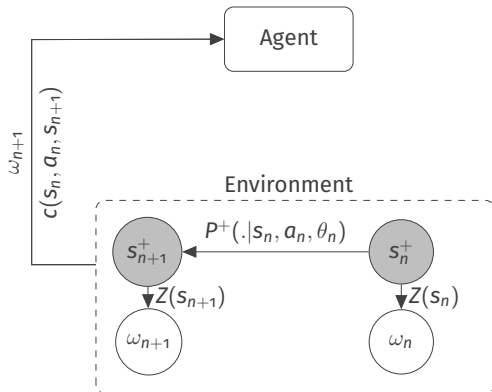 Agent
ω_{n+1}
c(s_n, a_n, s_{n+1})
Environment
s^+_{n+1}
P^+(.|s_n, a_n, θ_n)
s^+_n
Z(s_{n+1})
Z(s_n)
ω_{n+1}
ω_n